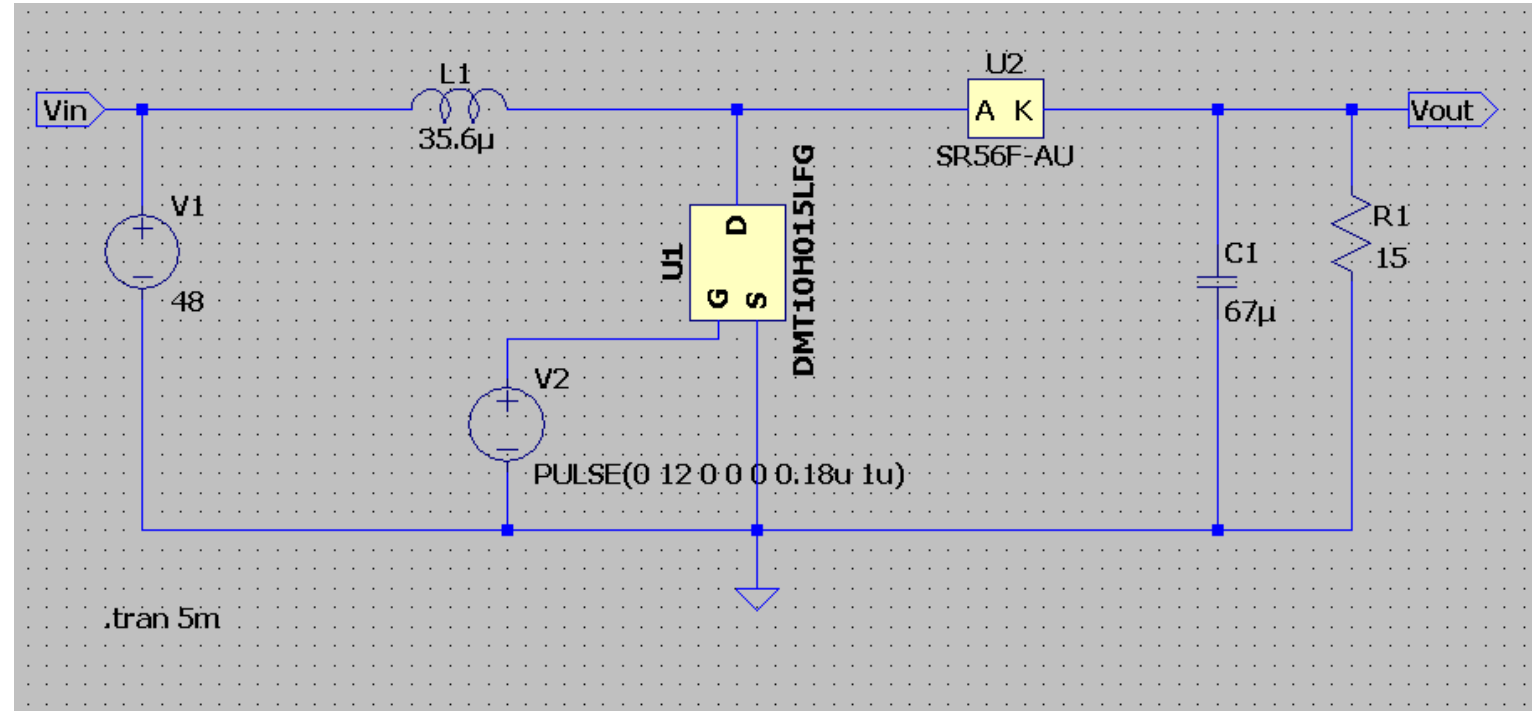 U2
L1
Vin
A K
Vout
35.6µ
SR56F-AU
V1
D
DMT10H015LFG
R1
U1
C1
15
G S
48
67µ
V2
PULSE(0 12 0 0 0 0.18u 1u)
.tran 5m